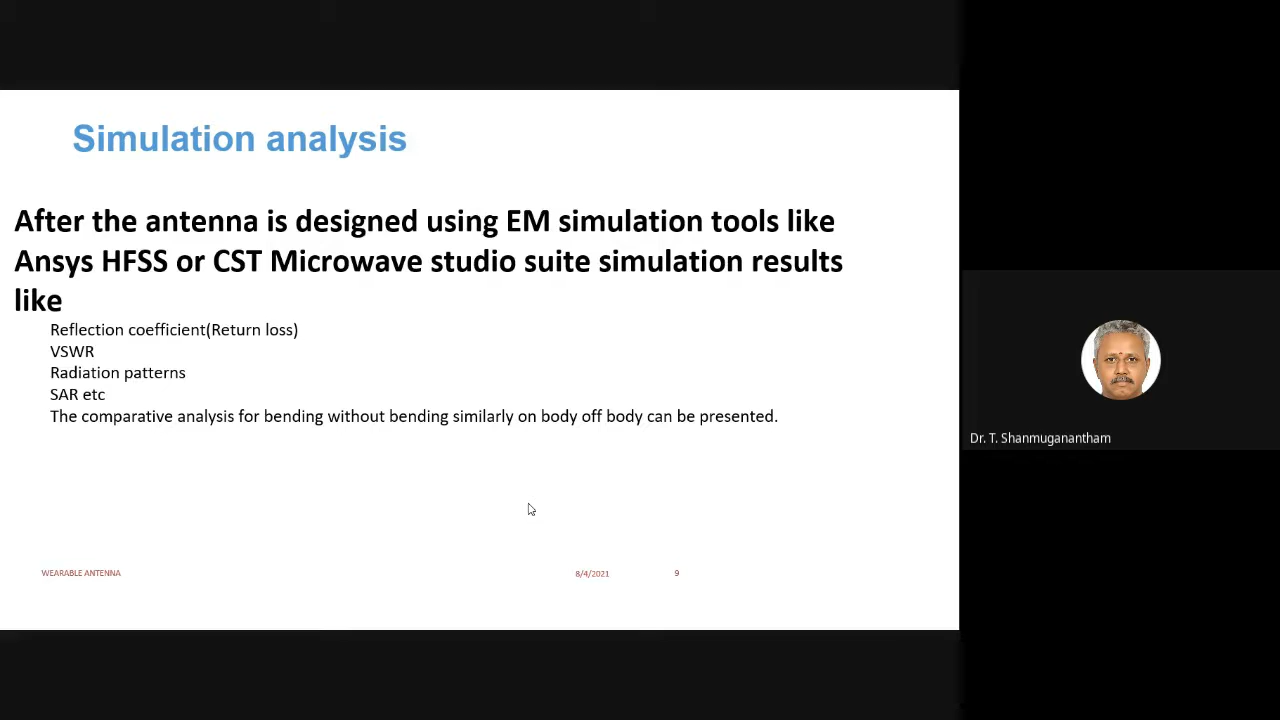 Simulation analysis
After the antenna is designed using EM simulation tools like
Ansys HFSS or CST Microwave studio suite simulation results
like
Reflection coefficient(Return loss)
VSWR
Radiation patterns
SAR etc
The comparative analysis for bending without bending similarly on body off body can be presented.
WEARABLE ANTENNA
8/4/2021
9
Dr. T. Shanmuganantham